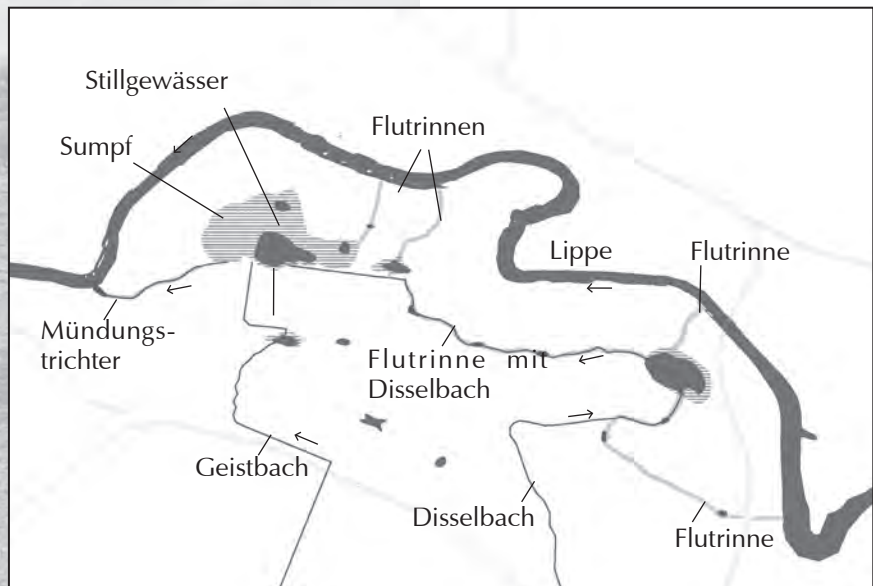 Stillgewässer
Flutrinnen
Sumpf
Lippe
Flutrinne
Mündungs-
trichter
Flutrinne mit
Disselbach
Geistbach
Disselbach
Flutrinne